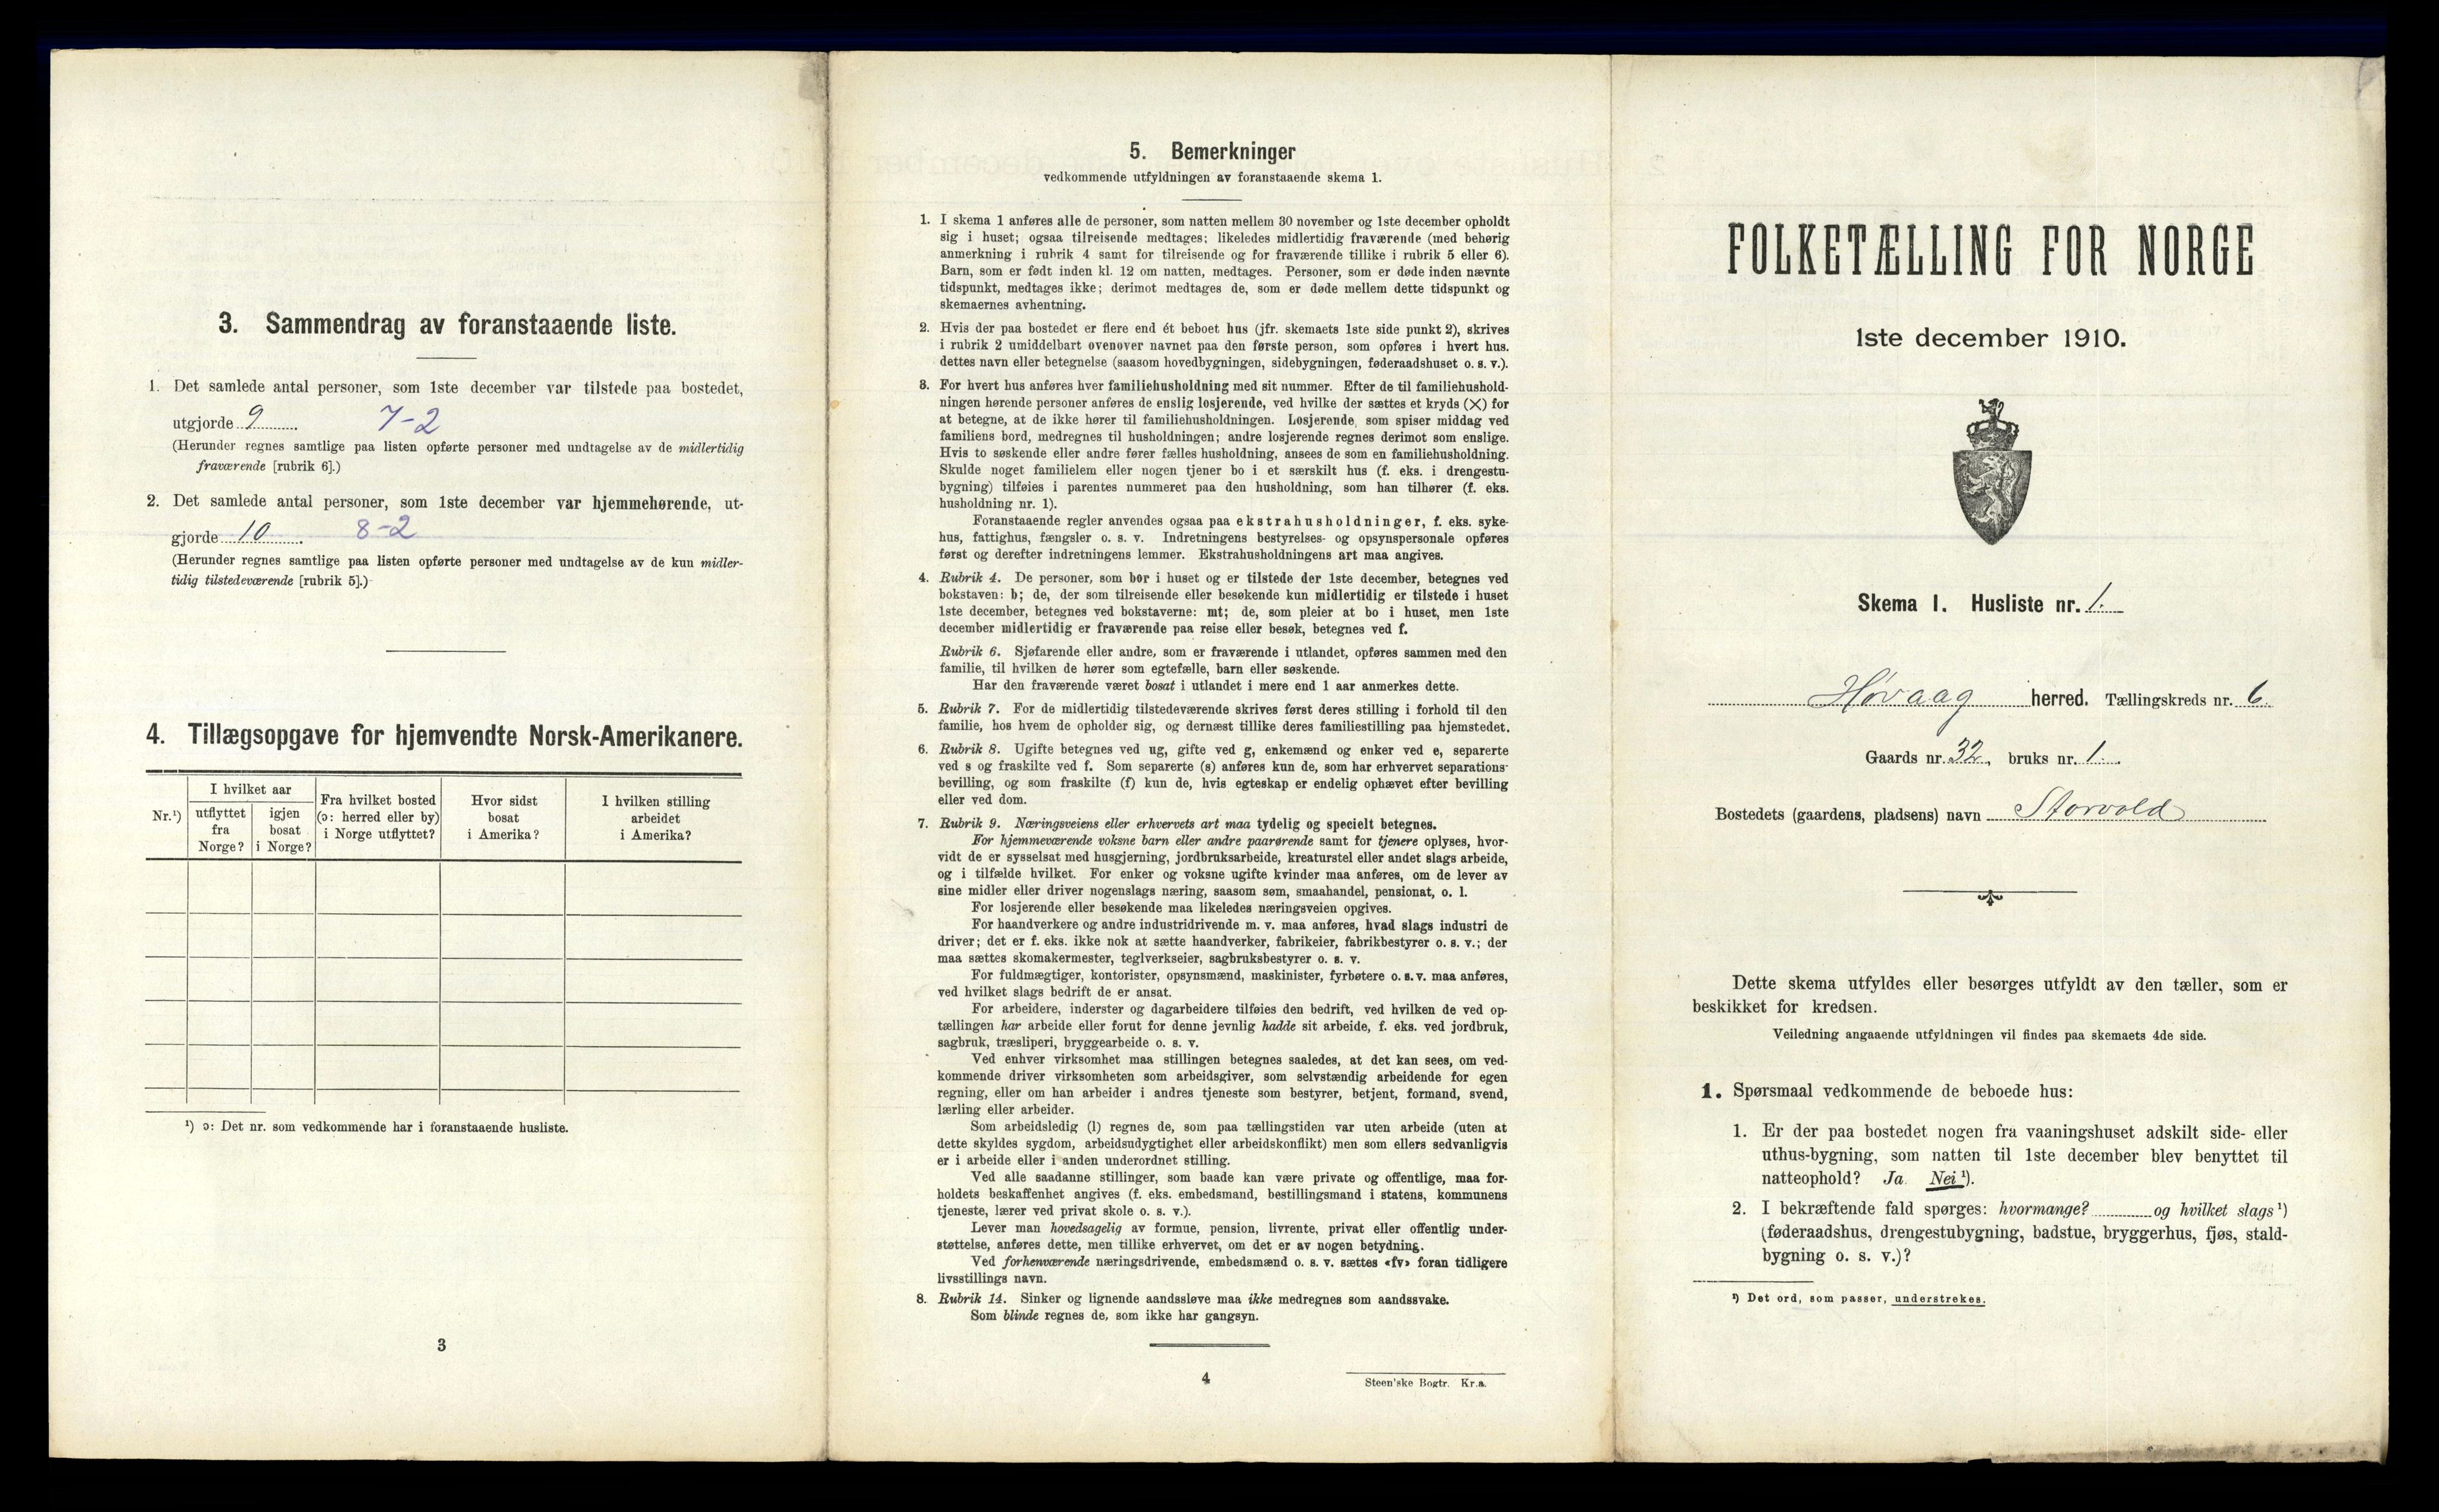 3. Sammendrag av foranstaaende liste.
1. Det samlede antal personer, som 1ste december var tilstede paa bostedet,
utgjorde 9 7-2
(Herunder regnes samtlige paa listen opførte personer med undtagelse av de midlertidig
fraværende [rubrik 6].)
2. Det samlede antal personer, som 1ste december var hjemmehørende, ut-
gjorde 10. 8-2
(Herunder regnes samtlige paa listen opførte personer med undtagelse av de kun midler-
tidig tilstedeværende [rubrik 5].)
4. Tillægsopgave for hjemvendte Norsk-Amerikanere.
Nr.¹)
I hvilket aar
utflyttet
fra
Norge?
igjen
bosat
i Norge?
Fra hvilket bosted
(ɔ: herred eller by)
i Norge utflyttet?
Hvor sidst
bosat
i Amerika?
I hvilken stilling
arbeidet
i Amerika?
¹) ɔ: Det nr. som vedkommende har i foranstaaende husliste.
3
5. Bemerkninger
vedkommende utfyldningen av foranstaaende skema 1.
1. I skema 1 anføres alle de personer, som natten mellem 30 november og 1ste december opholdt
sig i huset; ogsaa tilreisende medtages; likeledes midlertidig fraværende (med behørig
anmerkning i rubrik 4 samt for tilreisende og for fraværende tillike i rubrik 5 eller 6).
Barn, som er født inden kl. 12 om natten, medtages. Personer, som er døde inden nævnte
tidspunkt, medtages ikke; derimot medtages de, som er døde mellem dette tidspunkt og
skemaernes avhentning.
2. Hvis der paa bostedet er flere end ét beboet hus (jfr. skemaets 1ste side punkt 2), skrives
i rubrik 2 umiddelbart ovenover navnet paa den første person, som opføres i hvert hus.
dettes navn eller betegnelse (saasom hovedbygningen, sidebygningen, føderaadshuset o. s. v.).
3. For hvert hus anføres hver familiehusholdning med sit nummer. Efter de til familiehushold-
ningen hørende personer anføres de enslig losjerende, ved hvilke der sættes et kryds (×) for
at betegne, at de ikke hører til familiehusholdningen. Losjerende, som spiser middag ved
familiens bord, medregnes til husholdningen; andre losjerende regnes derimot som enslige.
Hvis to søskende eller andre fører fælles husholdning, ansees de som en familiehusholdning.
Skulde noget familielem eller nogen tjener bo i et særskilt hus (f. eks. i drengestu-
bygning) tilføies i parentes nummeret paa den husholdning, som han tilhører (f. eks.
husholdning nr. 1).
Foranstaaende regler anvendes ogsaa paa ekstrahusholdninger, f. eks. syke-
hus, fattighus, fængsler o. s. v. Indretningens bestyrelses- og opsynspersonale opføres
først og derefter indretningens lemmer. Ekstrahusholdningens art maa angives.
4. Rubrik 4. De personer, som bor i huset og er tilstede der 1ste december, betegnes ved
bokstaven: b; de, der som tilreisende eller besøkende kun midlertidig er tilstede i huset
1ste december, betegnes ved bokstaverne: mt; de, som pleier at bo i huset, men 1ste
december midlertidig er fraværende paa reise eller besøk, betegnes ved f.
Rubrik 6. Sjøfarende eller andre, som er fraværende i utlandet, opføres sammen med den
familie, til hvilken de hører som egtefælle, barn eller søskende.
Har den fraværende været bosat i utlandet i mere end 1 aar anmerkes dette.
5. Rubrik 7. For de midlertidig tilstedeværende skrives først deres stilling i forhold til den
familie, hos hvem de opholder sig, og dernæst tillike deres familiestilling paa hjemstedet.
6. Rubrik 8. Ugifte betegnes ved ug, gifte ved g, enkemænd og enker ved e, separerte
ved s og fraskilte ved f. Som separerte (s) anføres kun de, som har erhvervet separations-
bevilling, og som fraskilte (f) kun de, hvis egteskap er endelig ophævet efter bevilling
eller ved dom.
7. Rubrik 9. Næringsveiens eller erhvervets art maa tydelig og specielt betegnes.
For hjemmeværende voksne barn eller andre paarørende samt for tjenere oplyses, hvor-
vidt de er sysselsat med husgjerning, jordbruksarbeide, kreaturstel eller andet slags arbeide,
og i tilfælde hvilket. For enker og voksne ugifte kvinder maa anføres, om de lever av
sine midler eller driver nogenslags næring, saasom søm, smaahandel, pensionat, o. l.
For losjerende eller besøkende maa likeledes næringsveien opgives.
For haandverkere og andre industridrivende m. v. maa anføres, hvad slags industri de
driver; det er f. eks. ikke nok at sætte haandverker, fabrikeier, fabrikbestyrer o. s. v.; der
maa sættes skomakermester, teglverkseier, sagbruksbestyrer o. s. v.
For fuldmægtiger, kontorister, opsynsmænd, maskinister, fyrbøtere o. s. v. maa anføres,
ved hvilket slags bedrift de er ansat.
For arbeidere, inderster og dagarbeidere tilføies den bedrift, ved hvilken de ved op-
tællingen har arbeide eller forut for denne jevnlig hadde sit arbeide, f. eks. ved jordbruk,
sagbruk, træsliperi, bryggearbeide o. s. v.
Ved enhver virksomhet maa stillingen betegnes saaledes, at det kan sees, om ved-
kommende driver virksomheten som arbeidsgiver, som selvstændig arbeidende for egen
regning, eller om han arbeider i andres tjeneste som bestyrer, betjent, formand, svend,
lærling eller arbeider.
Som arbeidsledig (l) regnes de, som paa tællingstiden var uten arbeide (uten at
dette skyldes sygdom, arbeidsudygtighet eller arbeidskonflikt) men som ellers sedvanligvis
er i arbeide eller i anden underordnet stilling.
Ved alle saadanne stillinger, som baade kan være private og offentlige, maa for-
holdets beskaffenhet angives (f. eks. embedsmand, bestillingsmand i statens, kommunens
tjeneste, lærer ved privat skole o. s. v.).
Lever man hovedsagelig av formue, pension, livrente, privat eller offentlig under-
støttelse, anføres dette, men tillike erhvervet, om det er av nogen betydning.
Ved forhenværende næringsdrivende, embedsmænd o. s. v. sættes «fv» foran tidligere
livsstillings navn.
8. Rubrik 14. Sinker og lignende aandssløve maa ikke medregnes som aandssvake.
Som blinde regnes de, som ikke har gangsyn.
4
Steen'ske Bogtr. Kr.a.
FOLKETÆLLING FOR NORGE
1ste december 1910.
Skema 1. Husliste nr. 1.
Høvaag herred. Tællingskreds nr. 6.
Gaards nr. 32, bruks nr. 1.
Bostedets (gaardens, pladsens) navn Storvold
Dette skema utfyldes eller besørges utfyldt av den tæller, som er
beskikket for kredsen.
Veiledning angaaende utfyldningen vil findes paa skemaets 4de side.
1. Spørsmaal vedkommende de beboede hus:
1. Er der paa bostedet nogen fra vaaningshuset adskilt side- eller
uthus-bygning, som natten til 1ste december blev benyttet til
natteophold? Ja. Nei ¹).
2. I bekræftende fald spørges: hvormange? og hvilket slags ¹)
(føderaadshus, drengestubygning, badstue, bryggerhus, fjøs, stald-
bygning o. s. v.)?
¹) Det ord, som passer, understrekes.